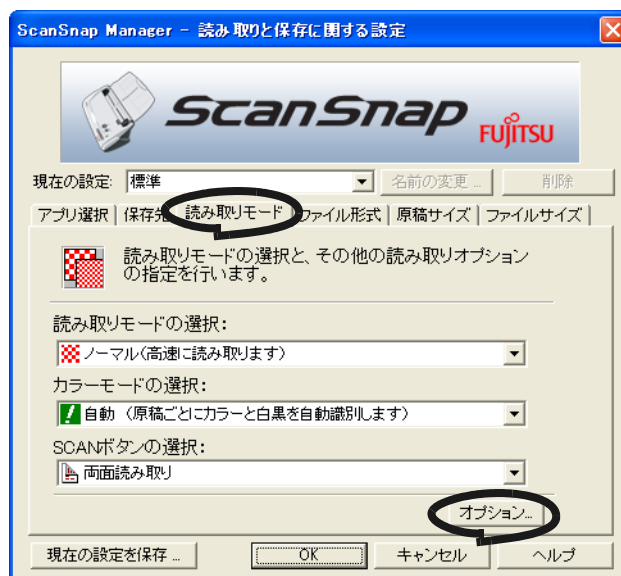 ScanSnap Manager - 読み取りと保存に関する設定
ScanSnap
FUJITSU
現在の設定: 標準 名前の変更 ... 削除
アプリ選択 保存先 読み取りモード ファイル形式 原稿サイズ ファイルサイズ
読み取りモードの選択と、その他の読み取りオプション
の指定を行います。
読み取りモードの選択:
ノーマル(高速に読み取ります)
カラーモードの選択:
自動 (原稿ごとにカラーと白黒を自動識別します)
SCANボタンの選択:
両面読み取り
オプション...
現在の設定を保存 ... OK キャンセル ヘルプ